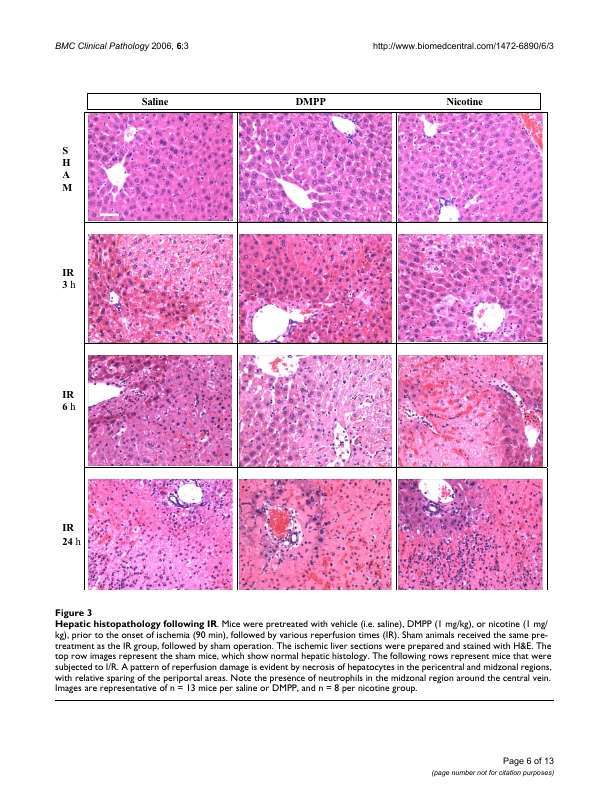 BMC Clinical Pathology 2006, 6:3 http://www.biomedcentral.com/1472-6890/6/3
Saline DMPP Nicotine
S
H
A
M
IR
3 h
IR
6 h
IR
24 h
Figure 3
Hepatic histopathology following IR. Mice were pretreated with vehicle (i.e. saline), DMPP (1 mg/kg), or nicotine (1 mg/
kg), prior to the onset of ischemia (90 min), followed by various reperfusion times (IR). Sham animals received the same pre-
treatment as the IR group, followed by sham operation. The ischemic liver sections were prepared and stained with H&E. The
top row images represent the sham mice, which show normal hepatic histology. The following rows represent mice that were
subjected to I/R. A pattern of reperfusion damage is evident by necrosis of hepatocytes in the pericentral and midzonal regions,
with relative sparing of the periportal areas. Note the presence of neutrophils in the midzonal region around the central vein.
Images are representative of n = 13 mice per saline or DMPP, and n = 8 per nicotine group.
Page 6 of 13
(page number not for citation purposes)